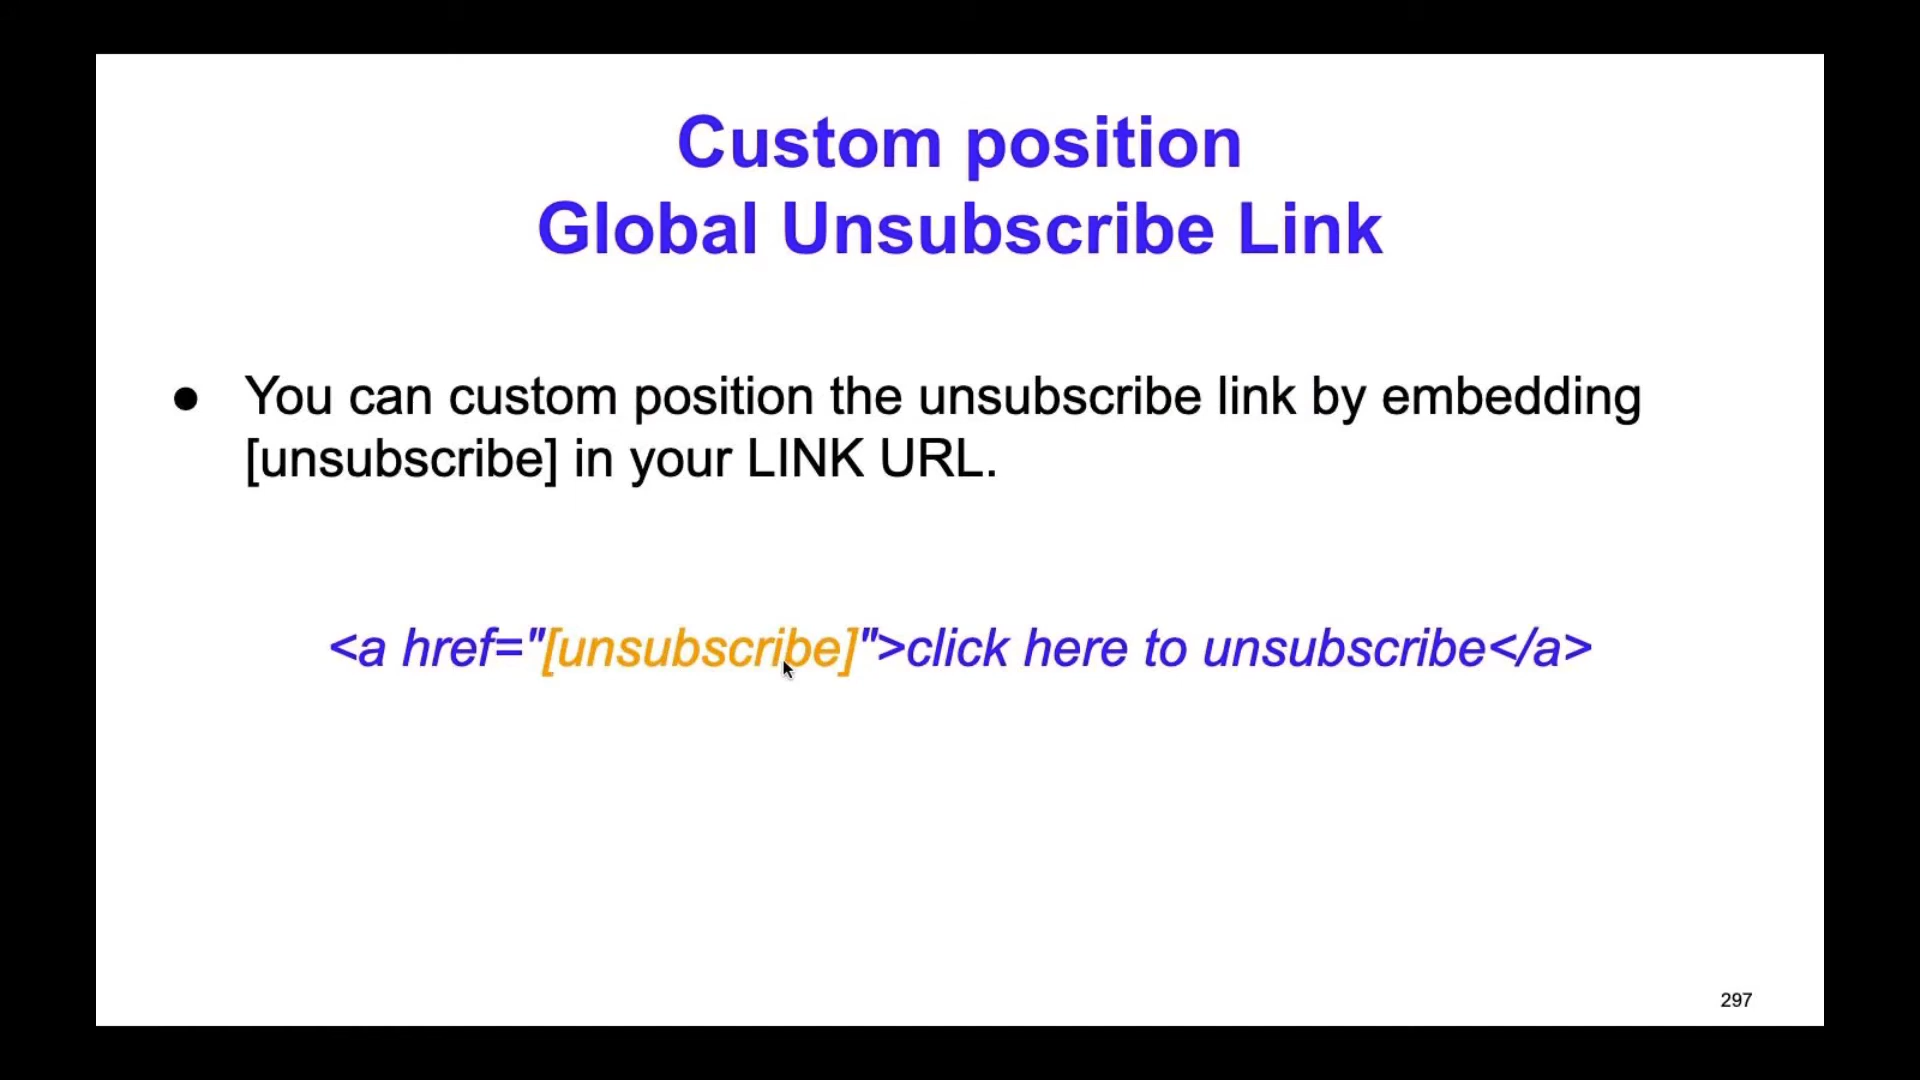 Custom position
Global Unsubscribe Link
● You can custom position the unsubscribe link by embedding
[unsubscribe] in your LINK URL.
<a href="[unsubscribe]">click here to unsubscribe</a>
297